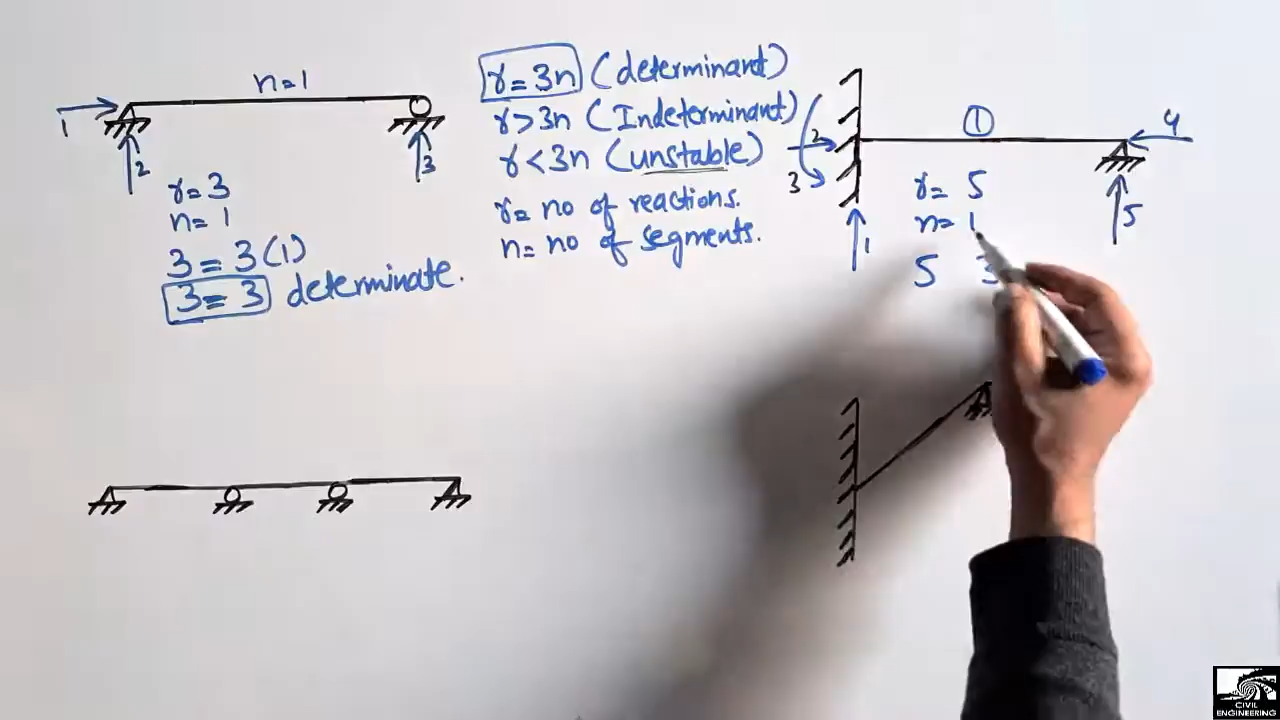 n=1
1
2
3
r=3
n=1
3=3(1)
3=3 determinate.
r=3n (determinant)
r>3n (Indeterminant)
r<3n (unstable)
r= no of reactions.
n= no of segments.
1
2
3
1
4
5
r= 5
n= 1
5 3
CIVIL
ENGINEERING